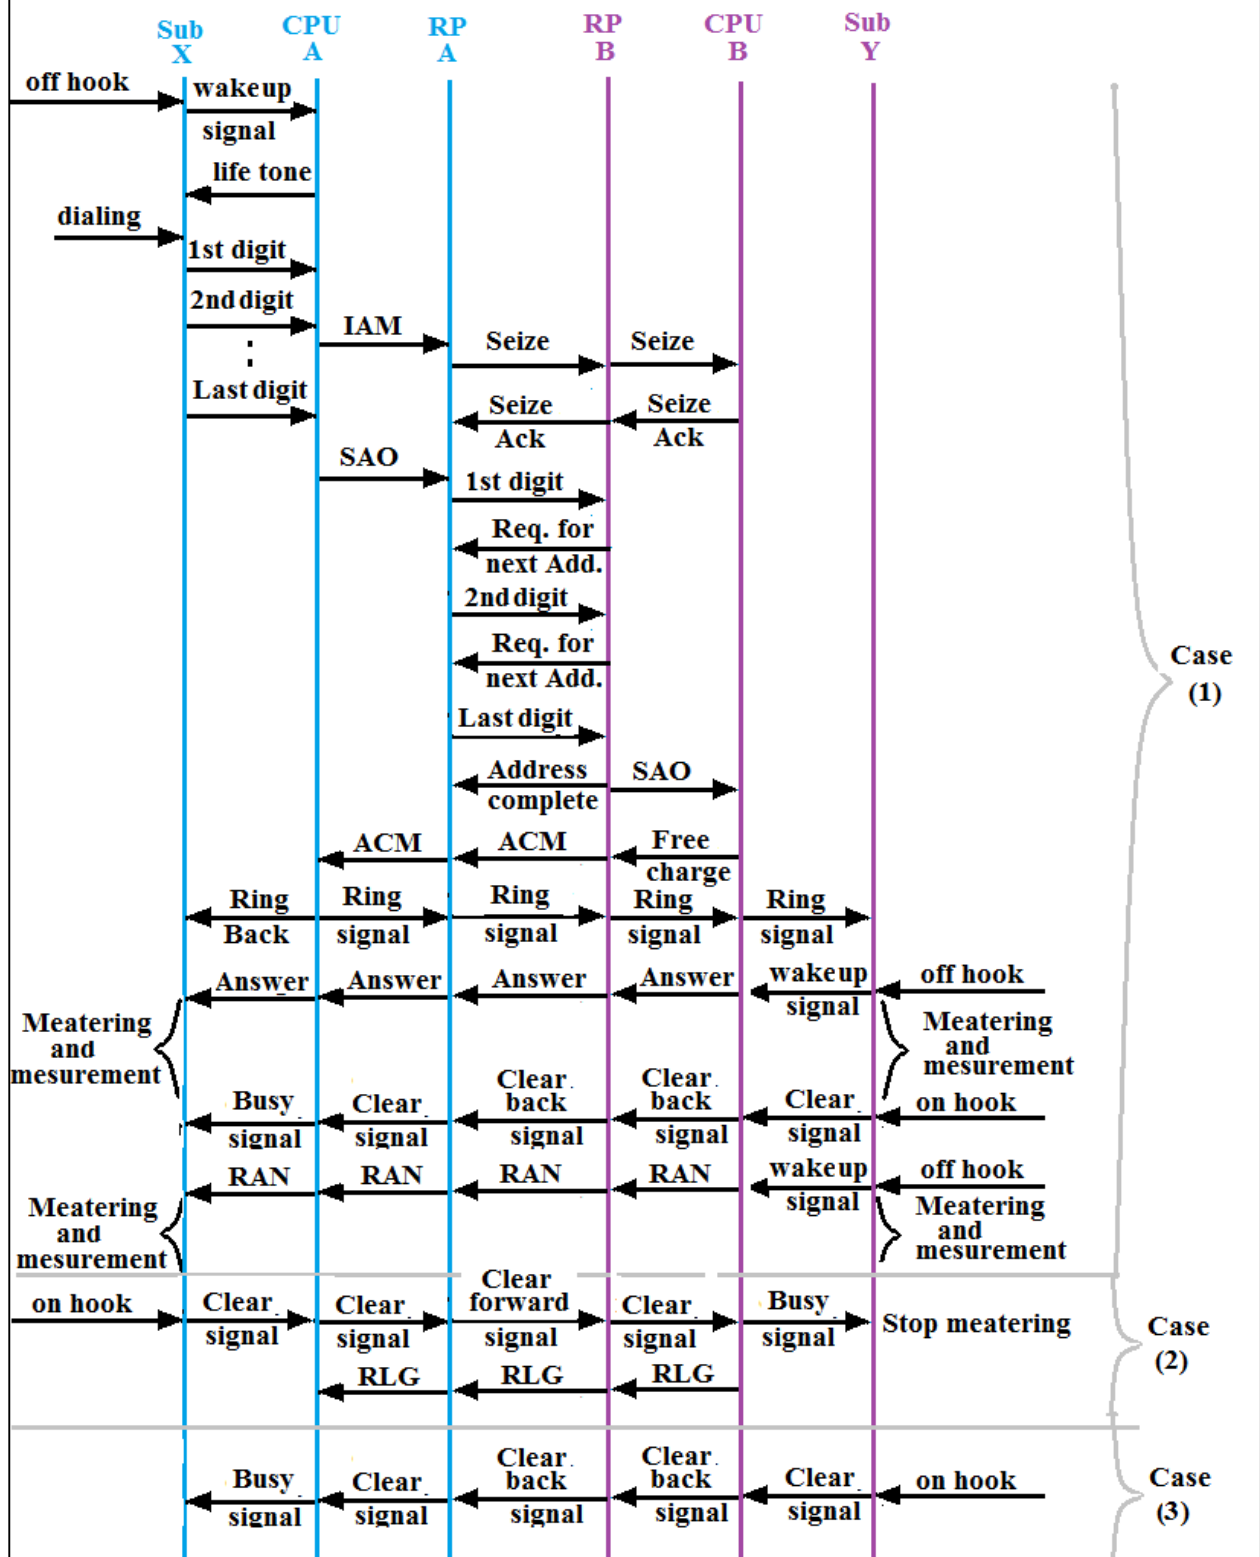 Sub X
CPU A
RP A
RP B
CPU B
Sub Y
off hook
wakeup
signal
life tone
dialing
1st digit
2nd digit
IAM
Seize
Seize
:
Last digit
Seize
Ack
Seize
Ack
SAO
1st digit
Req. for
next Add.
2nd digit
Req. for
next Add.
Case
(1)
Last digit
Address
complete
SAO
ACM
ACM
Free
charge
Ring
Back
Ring
signal
Ring
signal
Ring
signal
Ring
signal
Answer
Answer
Answer
Answer
wakeup
signal
off hook
Meatering
and
mesurement
Meatering
and
mesurement
Busy
signal
Clear
signal
Clear
back
signal
Clear
back
signal
Clear
signal
on hook
RAN
RAN
RAN
RAN
wakeup
signal
off hook
Meatering
and
mesurement
Meatering
and
mesurement
on hook
Clear
signal
Clear
signal
Clear
forward
signal
Clear
signal
Busy
signal
Stop meatering
Case
(2)
RLG
RLG
RLG
Busy
signal
Clear
signal
Clear
back
signal
Clear
back
signal
Clear
signal
on hook
Case
(3)